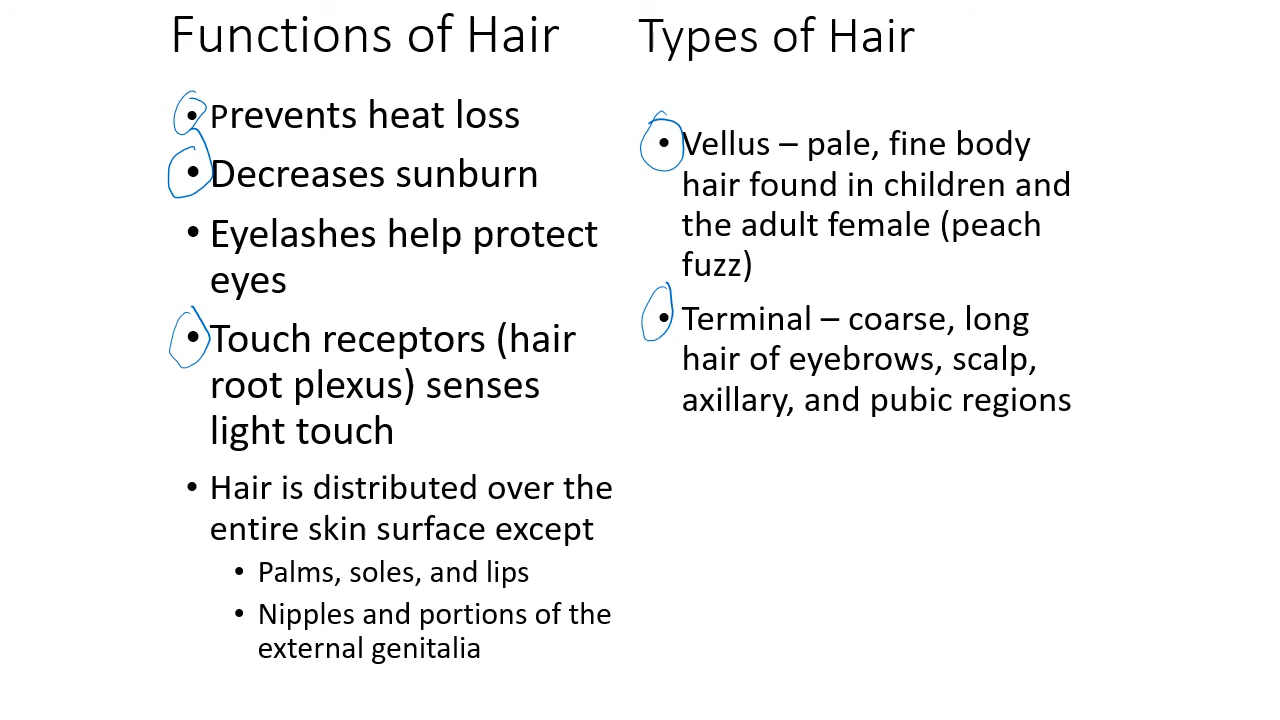 Functions of Hair
• Prevents heat loss
• Decreases sunburn
• Eyelashes help protect
eyes
• Touch receptors (hair
root plexus) senses
light touch
• Hair is distributed over the
entire skin surface except
• Palms, soles, and lips
• Nipples and portions of the
external genitalia
Types of Hair
• Vellus – pale, fine body
hair found in children and
the adult female (peach
fuzz)
• Terminal – coarse, long
hair of eyebrows, scalp,
axillary, and pubic regions